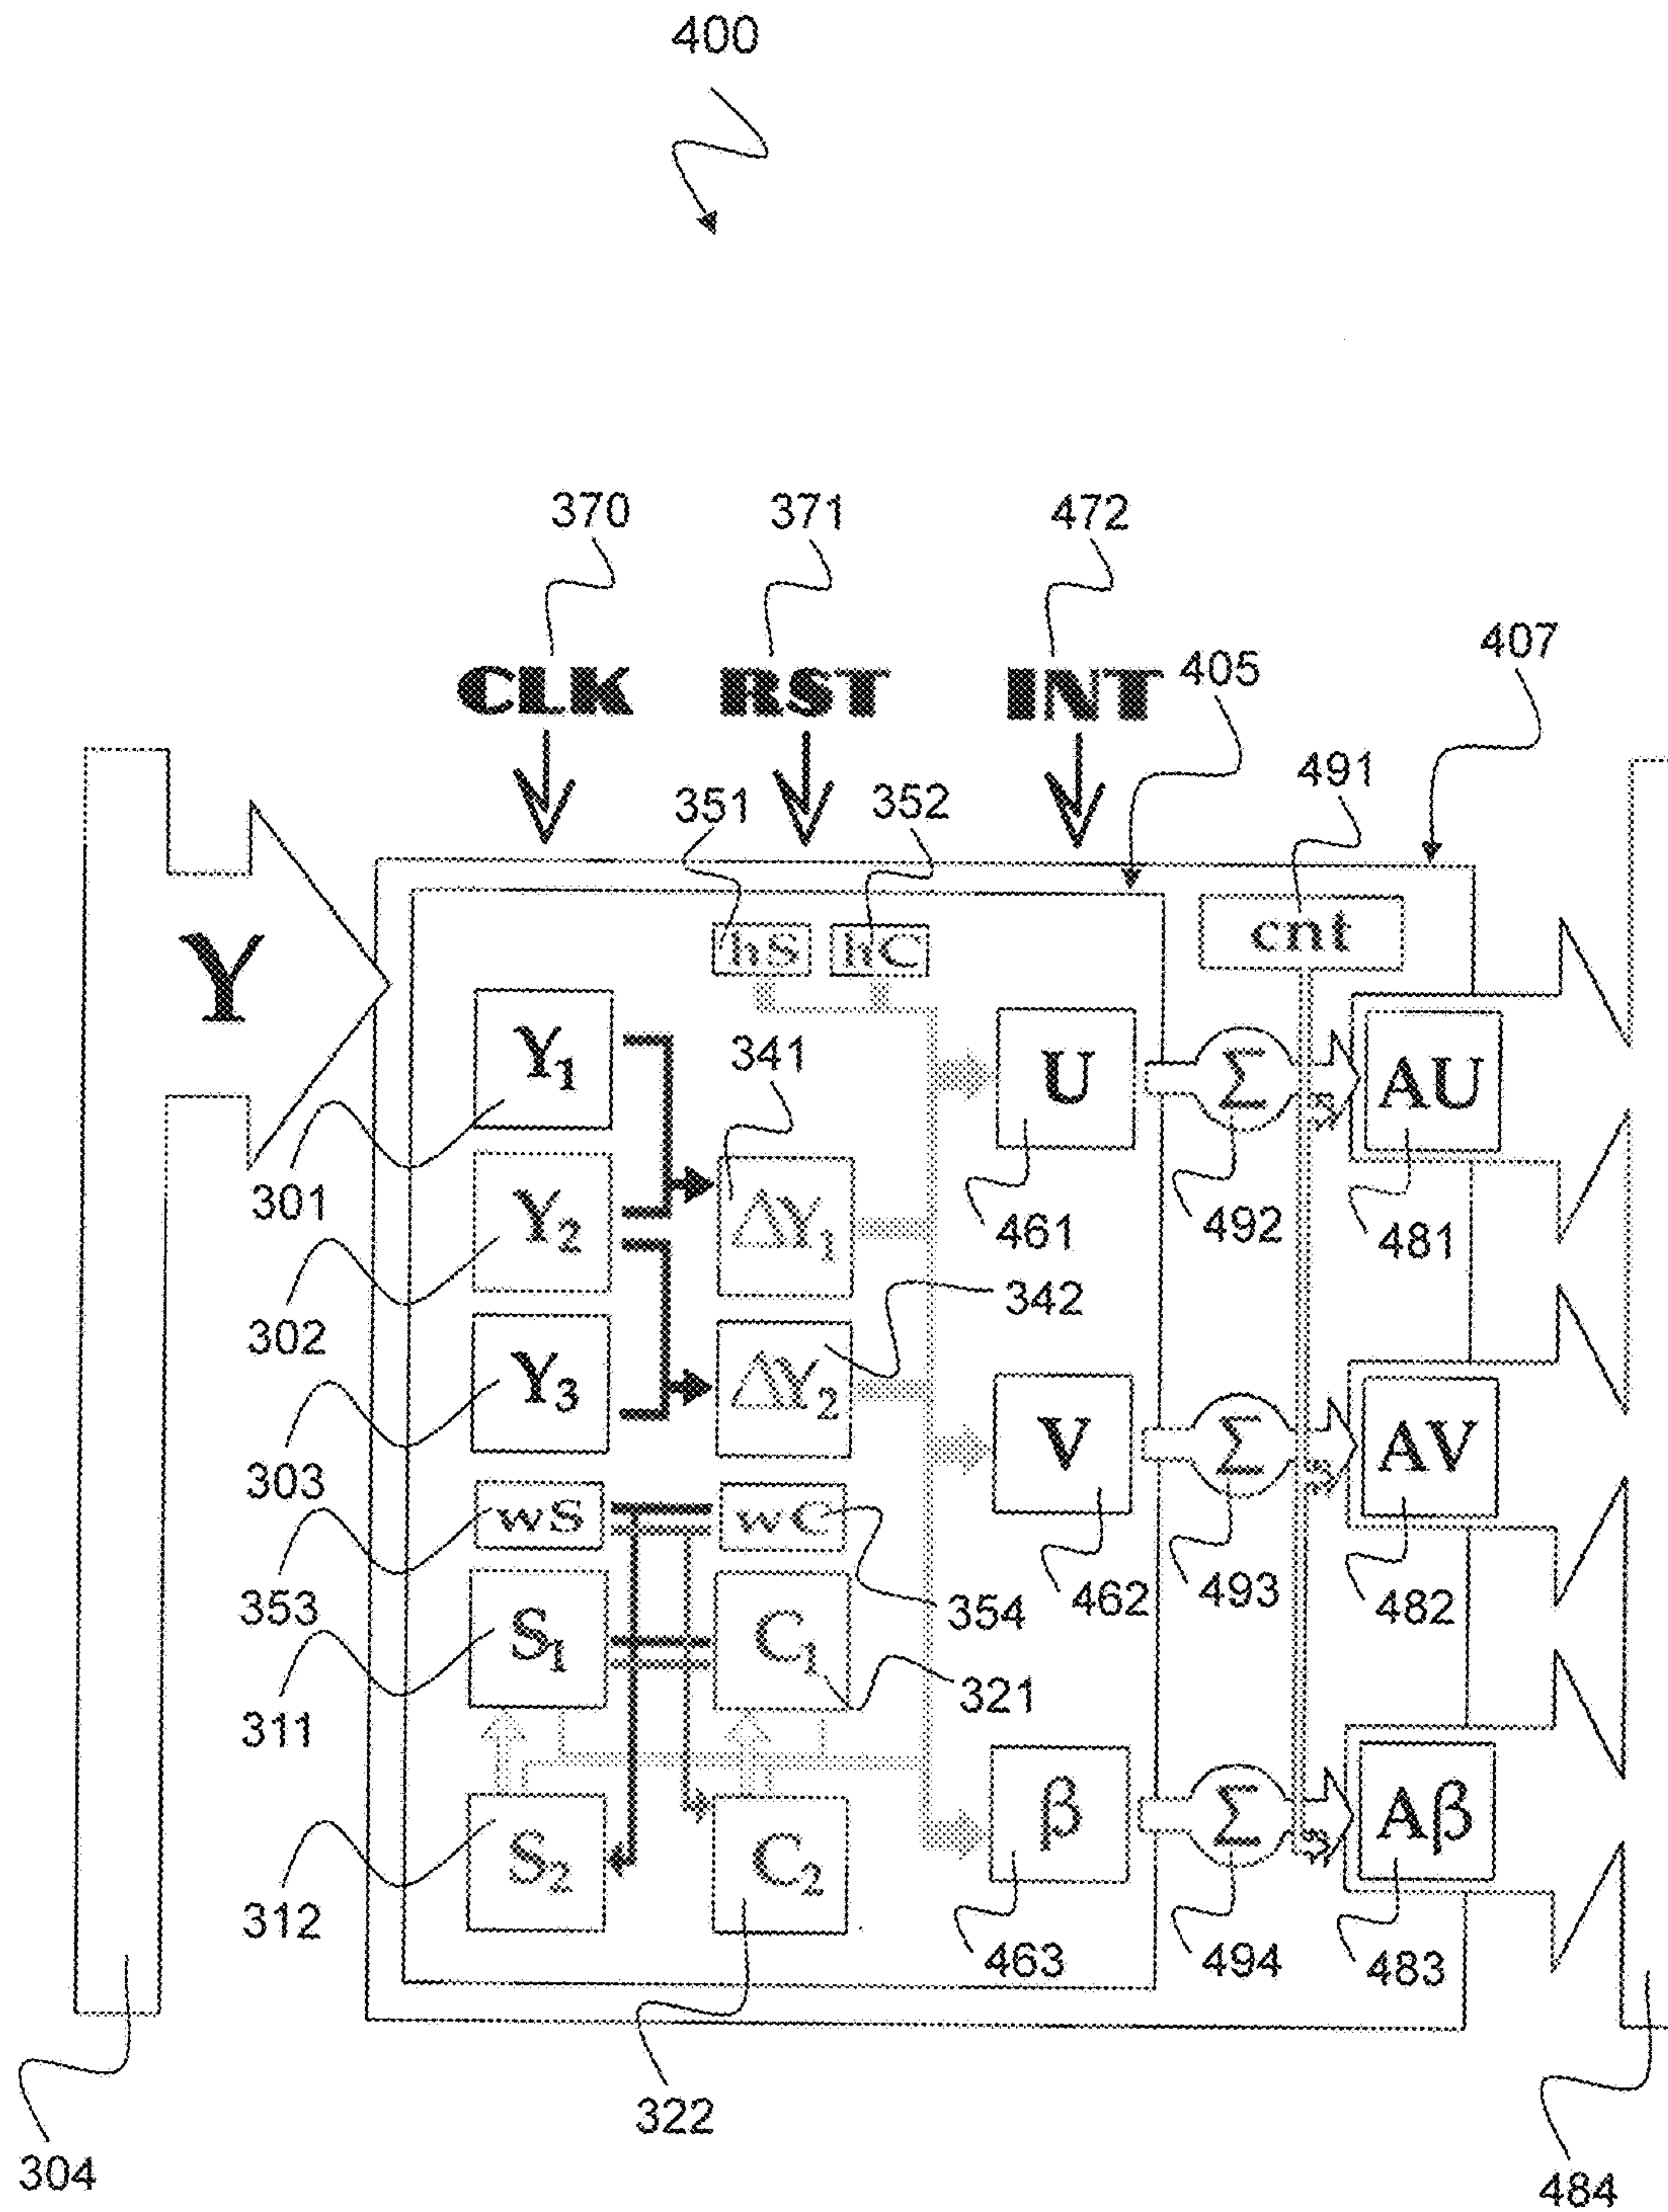 400
370 371 472
407
CLK RST INT 405
491
351 352
hS hC cnt
Y
Y1 341 U Σ AU
301 Y2 ΔY1 461 492 481
302 342
Y3 ΔY2 V Σ AV
303 wS wC
353 354 462 493 482
S1 C1
311 321
β Σ Aβ
S2 C2
312 463 494 483
322
304 484